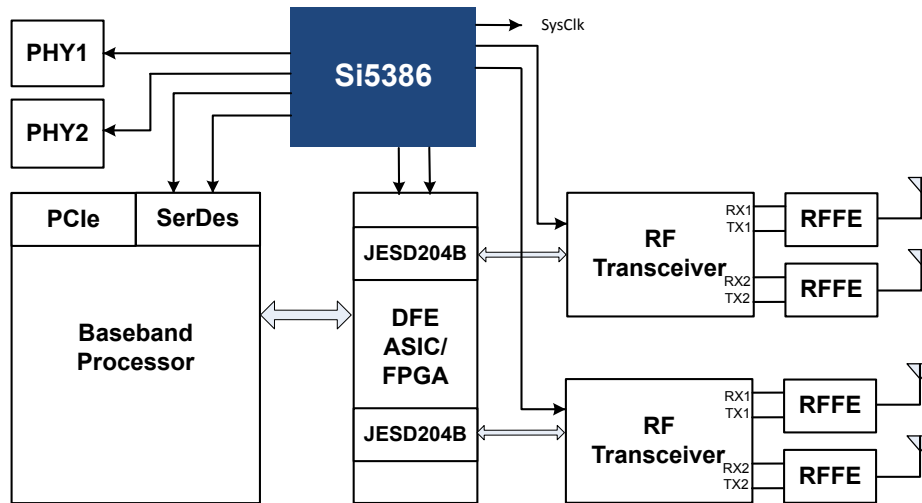 SysClk
PHY1
Si5386
PHY2
PCIe
SerDes
Baseband
Processor
JESD204B
DFE
ASIC/
FPGA
JESD204B
RF
Transceiver
RX1
TX1
RX2
TX2
RFFE
RFFE
RF
Transceiver
RX1
TX1
RX2
TX2
RFFE
RFFE